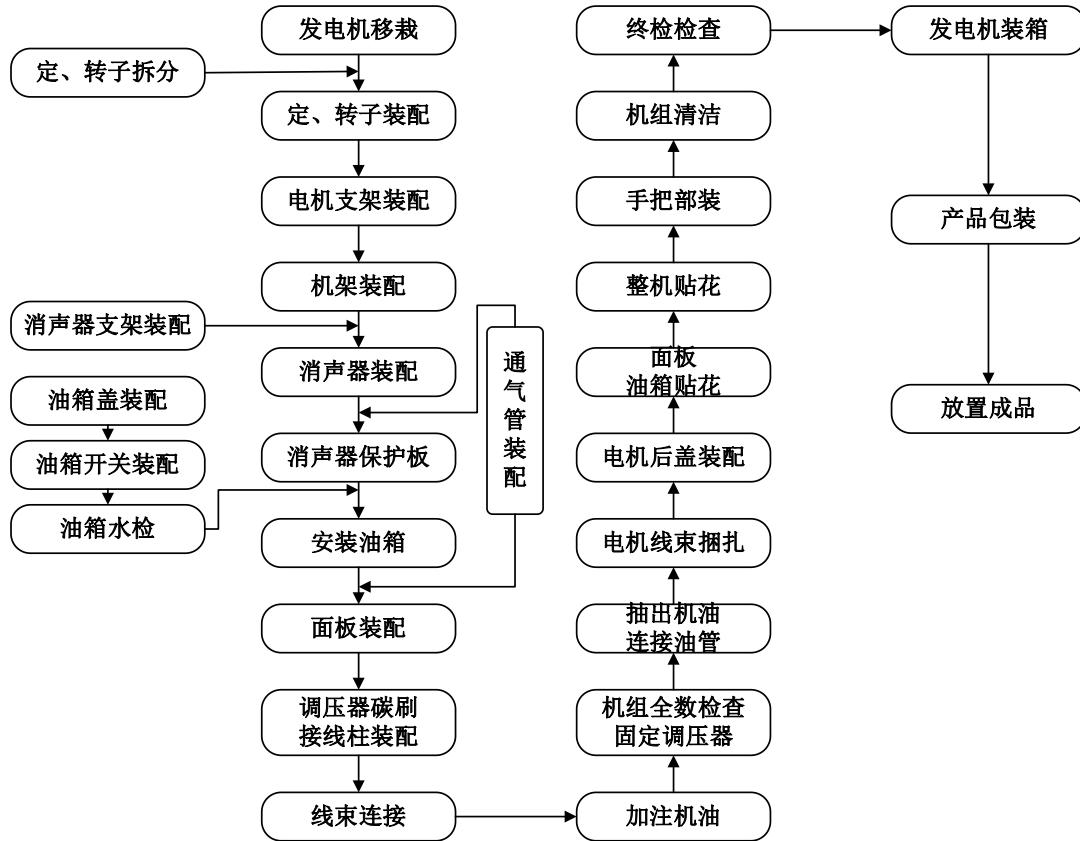 发电机移栽
定、转子拆分
定、转子装配
电机支架装配
机架装配
消声器支架装配
消声器装配
油箱盖装配
油箱开关装配
油箱水检
消声器保护板
通
气
管
装
配
安装油箱
面板装配
调压器碳刷
接线柱装配
线束连接
加注机油
机组全数检查
固定调压器
抽出机油
连接油管
电机线束捆扎
电机后盖装配
面板
油箱贴花
整机贴花
手把部装
机组清洁
终检检查
发电机装箱
产品包装
放置成品